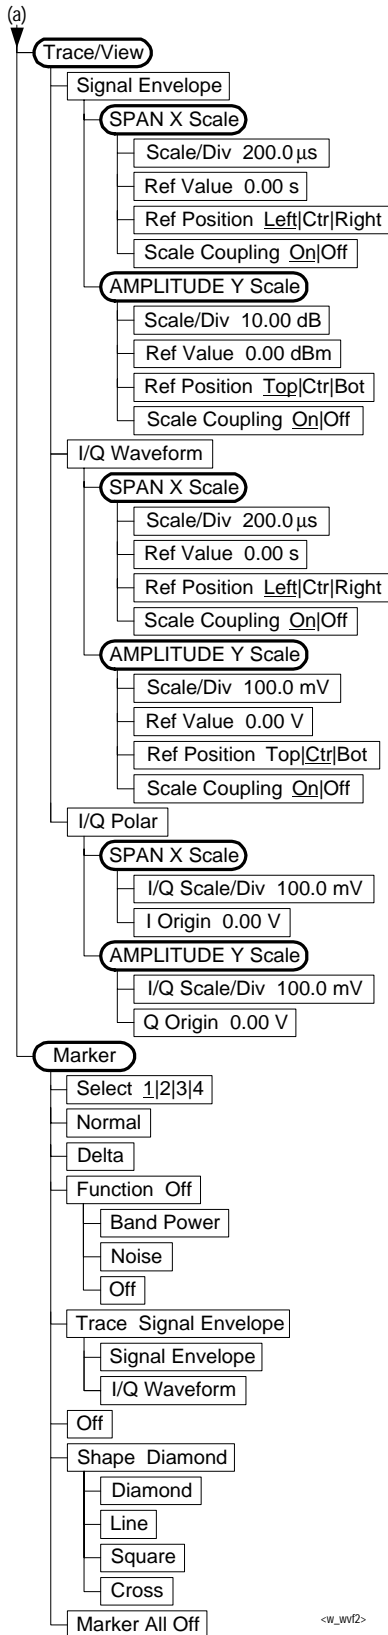 (a)
Trace/View
Signal Envelope
SPAN X Scale
Scale/Div 200.0 µs
Ref Value 0.00 s
Ref Position Left|Ctr|Right
Scale Coupling On|Off
AMPLITUDE Y Scale
Scale/Div 10.00 dB
Ref Value 0.00 dBm
Ref Position Top|Ctr|Bot
Scale Coupling On|Off
I/Q Waveform
SPAN X Scale
Scale/Div 200.0 µs
Ref Value 0.00 s
Ref Position Left|Ctr|Right
Scale Coupling On|Off
AMPLITUDE Y Scale
Scale/Div 100.0 mV
Ref Value 0.00 V
Ref Position Top|Ctr|Bot
Scale Coupling On|Off
I/Q Polar
SPAN X Scale
I/Q Scale/Div 100.0 mV
I Origin 0.00 V
AMPLITUDE Y Scale
I/Q Scale/Div 100.0 mV
Q Origin 0.00 V
Marker
Select 1|2|3|4
Normal
Delta
Function Off
Band Power
Noise
Off
Trace Signal Envelope
Signal Envelope
I/Q Waveform
Off
Shape Diamond
Diamond
Line
Square
Cross
Marker All Off
<w_wvf2>